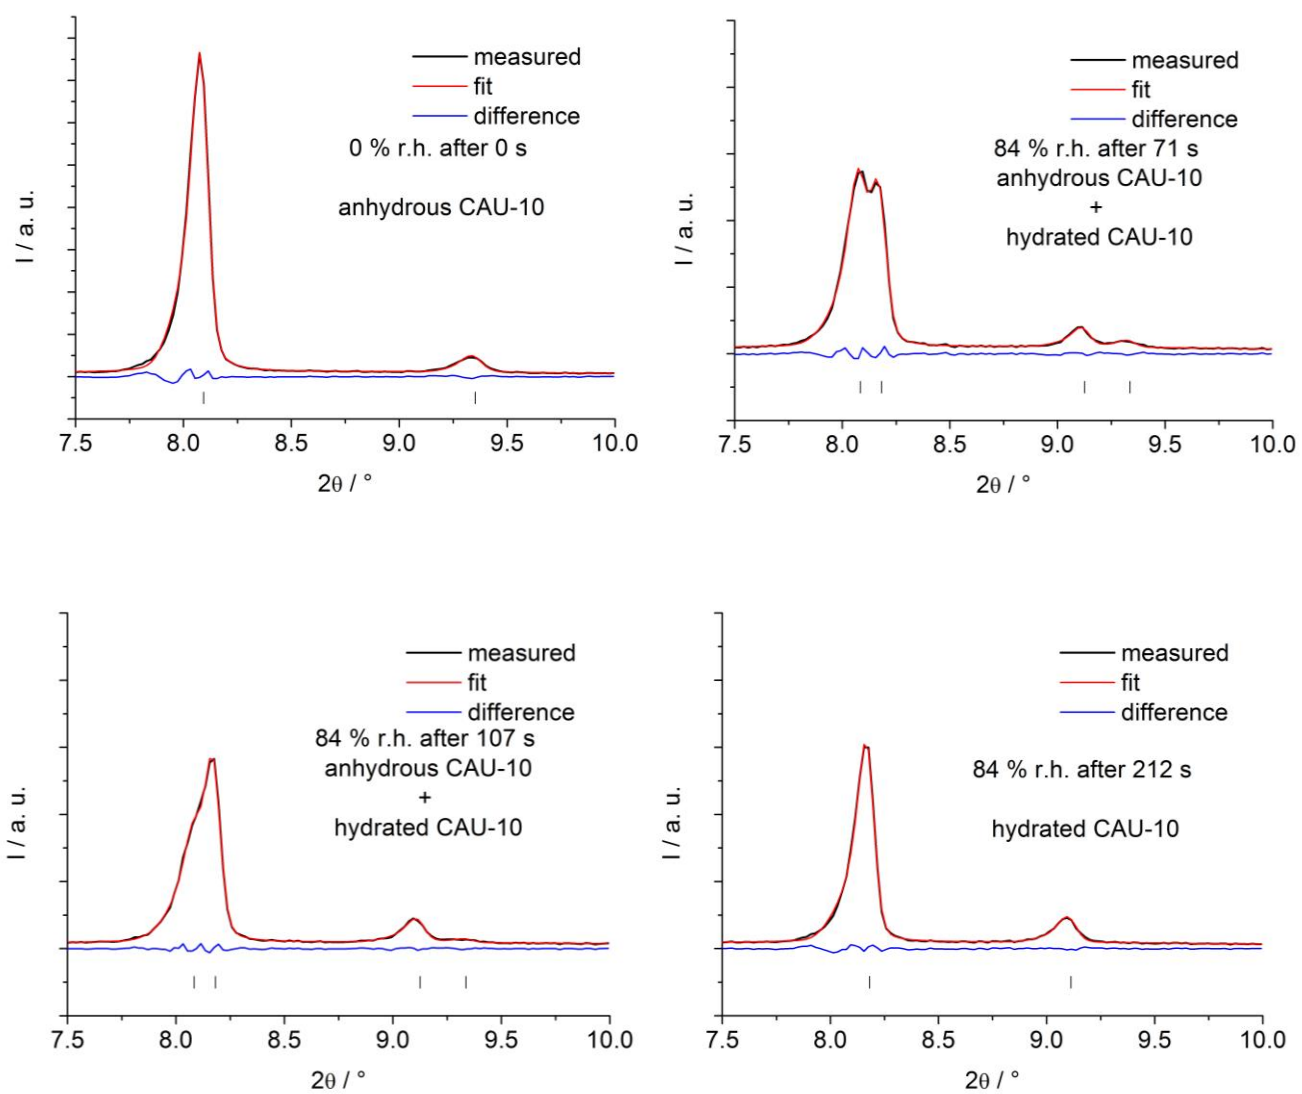 measured
fit
difference
0 % r.h. after 0 s
anhydrous CAU-10
I / a. u.
7.5 8.0 8.5 9.0 9.5 10.0
2θ / °
measured
fit
difference
84 % r.h. after 71 s
anhydrous CAU-10
+
hydrated CAU-10
I / a. u.
7.5 8.0 8.5 9.0 9.5 10.0
2θ / °
measured
fit
difference
84 % r.h. after 107 s
anhydrous CAU-10
+
hydrated CAU-10
I / a. u.
7.5 8.0 8.5 9.0 9.5 10.0
2θ / °
measured
fit
difference
84 % r.h. after 212 s
hydrated CAU-10
I / a. u.
7.5 8.0 8.5 9.0 9.5 10.0
2θ / °